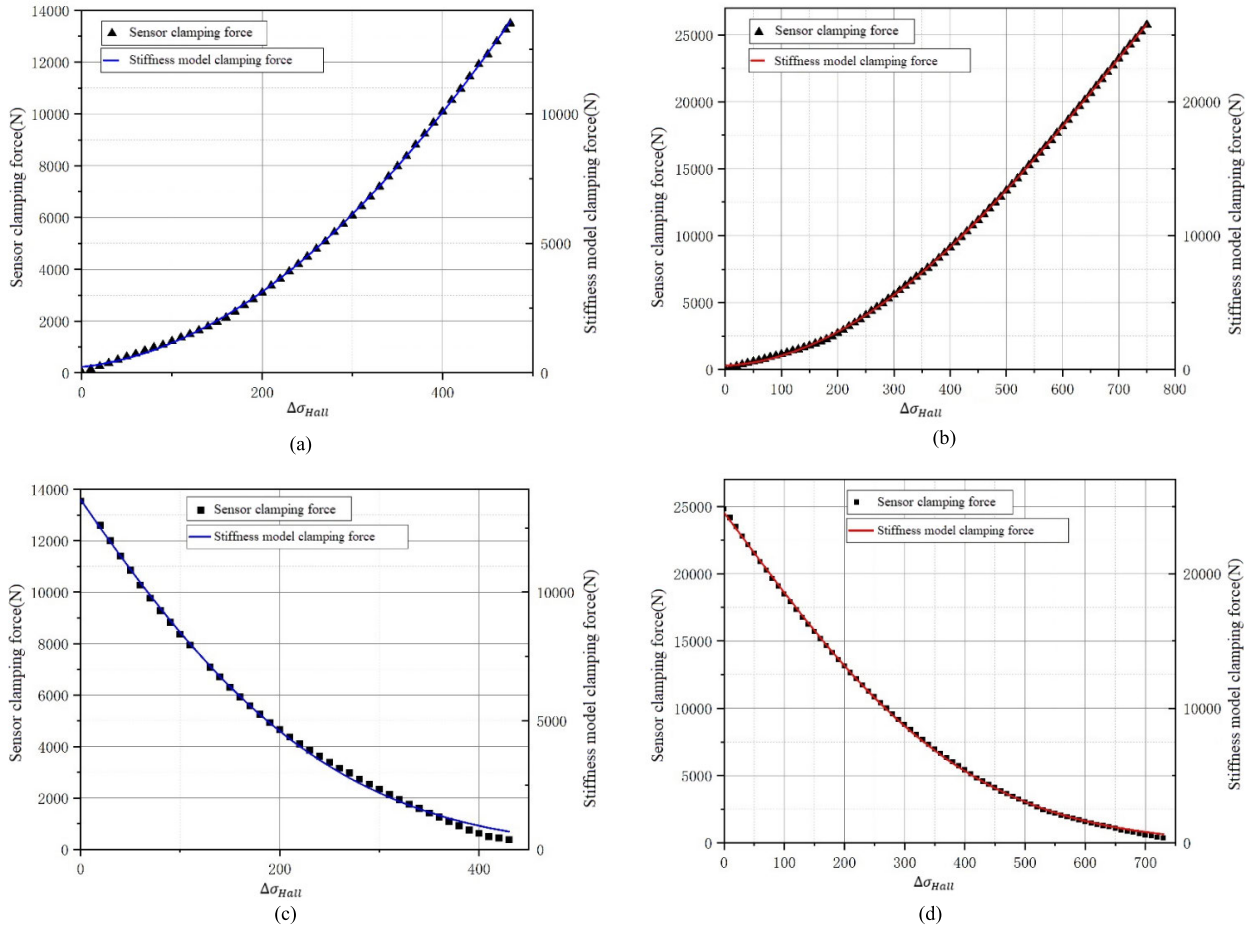 14000
12000
10000
8000
6000
4000
2000
0
Sensor clamping force(N)
Sensor clamping force
Stiffness model clamping force
10000
5000
0
Stiffness model clamping force(N)
0
200
400
Δσ_Hall
(a)
25000
20000
15000
10000
5000
0
Sensor clamping force(N)
Sensor clamping force
Stiffness model clamping force
20000
10000
0
Stiffness model clamping force(N)
0
100
200
300
400
500
600
700
800
Δσ_Hall
(b)
14000
12000
10000
8000
6000
4000
2000
0
Sensor clamping force(N)
Sensor clamping force
Stiffness model clamping force
10000
5000
0
Stiffness model clamping force(N)
0
200
400
Δσ_Hall
(c)
25000
20000
15000
10000
5000
0
Sensor clamping force(N)
Sensor clamping force
Stiffness model clamping force
20000
10000
0
Stiffness model clamping force(N)
0
100
200
300
400
500
600
700
Δσ_Hall
(d)